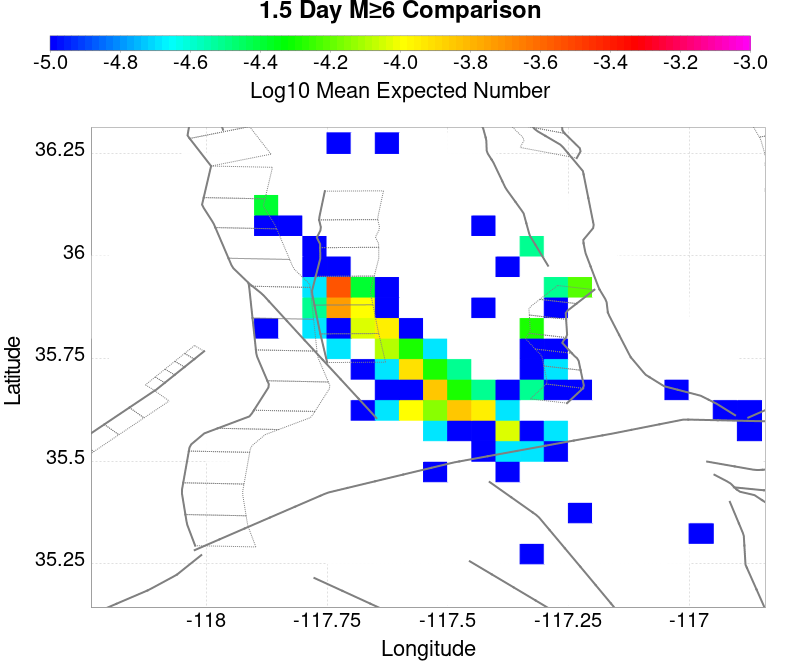 1.5 Day M≥6 Comparison
-5.0 -4.8 -4.6 -4.4 -4.2 -4.0 -3.8 -3.6 -3.4 -3.2 -3.0
Log10 Mean Expected Number
36.25
36
35.75
35.5
35.25
Latitude
-118 -117.75 -117.5 -117.25 -117
Longitude